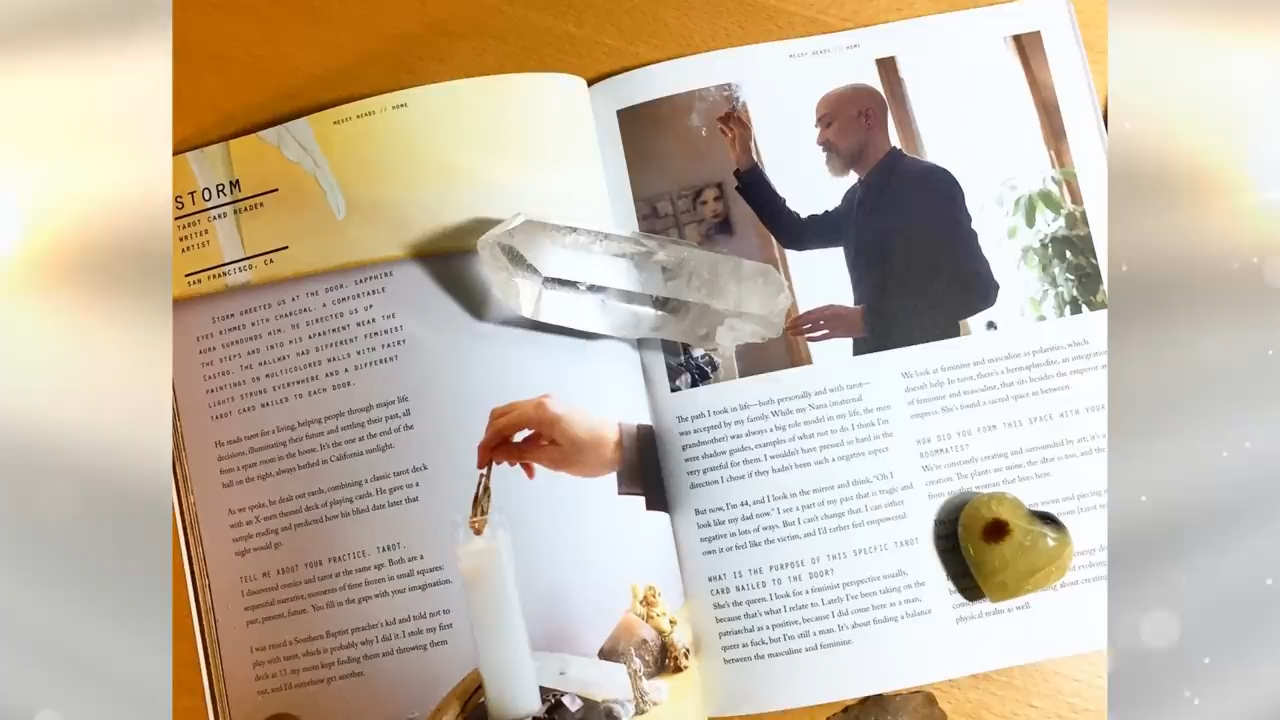 MESSY HEADS // HOME
STORM
TAROT CARD READER
WRITER
ARTIST
SAN FRANCISCO, CA
STORM GREETED US AT THE DOOR, SAPPHIRE
EYES RIMMED WITH CHARCOAL. A COMFORTABLE
AURA SURROUNDS HIM. HE DIRECTED US UP
THE STEPS AND INTO HIS APARTMENT NEAR THE
CASTRO. THE HALLWAY HAD DIFFERENT FEMINIST
PAINTINGS ON MULTICOLORED WALLS WITH FAIRY
LIGHTS STRUNG EVERYWHERE AND A DIFFERENT
TAROT CARD NAILED TO EACH DOOR.
He reads tarot for a living, helping people through major life
decisions, illuminating their future and settling their past, all
from a spare room in the house. It's the one at the end of the
hall on the right, always bathed in California sunlight.
As we spoke, he dealt out cards, combining a classic tarot deck
with an X-men themed deck of playing cards. He gave us a
sample reading and predicted how his blind date later that
night would go.
TELL ME ABOUT YOUR PRACTICE, TAROT.
I discovered comics and tarot at the same age. Both are a
sequential narrative, moments of time frozen in small squares:
past, present, future. You fill in the gaps with your imagination.
I was raised a Southern Baptist preacher's kid and told not to
play with tarot, which is probably why I did it. I stole my first
deck at 13, my mom kept finding them and throwing them
out, and I'd somehow get another.
MESSY HEADS // HOME
The path I took in life—both personally and with tarot—
was accepted by my family. While my Nana (maternal
grandmother) was always a big role model in my life, the men
were shadow guides, examples of what not to do. I think I'm
very grateful for them. I wouldn't have pressed so hard in the
direction I chose if they hadn't been such a negative aspect.
But now, I'm 44, and I look in the mirror and think, "Oh I
look like my dad now." I see a part of my past that is tragic and
negative in lots of ways. But I can't change that. I can either
own it or feel like the victim, and I'd rather feel empowered.
WHAT IS THE PURPOSE OF THIS SPECFIC TAROT
CARD NAILED TO THE DOOR?
She's the queen. I look for a feminist perspective usually,
because that's what I relate to. Lately I've been taking on the
patriarchal as a positive, because I did come here as a man,
queer as fuck, but I'm still a man. It's about finding a balance
between the masculine and feminine.
We look at feminine and masculine as polarities, which
doesn't help. In tarot, there's a hermaphrodite, an integration
of feminine and masculine, that sits besides the emperor and
empress. She's found a sacred space in between.
HOW DID YOU FORM THIS SPACE WITH YOUR
ROOMMATES?
We're constantly creating and surrounded by art; it's a
creation. The plants are mine, the altar is too, and the
from another woman that lives here.
my room and piecing
room [tarot
energy
of evolving
about creating
physical realm as well.